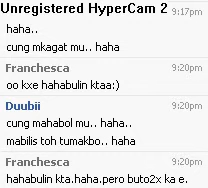 Unregistered HyperCam 2 9:17pm
haha..
cung mkagat mu.. haha
Franchesca 9:20pm
oo kxe hahabulin ktaa:)
Duubii 9:20pm
cung mahabol mu.. haha..
mabilis toh tumakbo.. haha
Franchesca 9:20pm
hahabulin kta.haha.pero buto2x ka e.